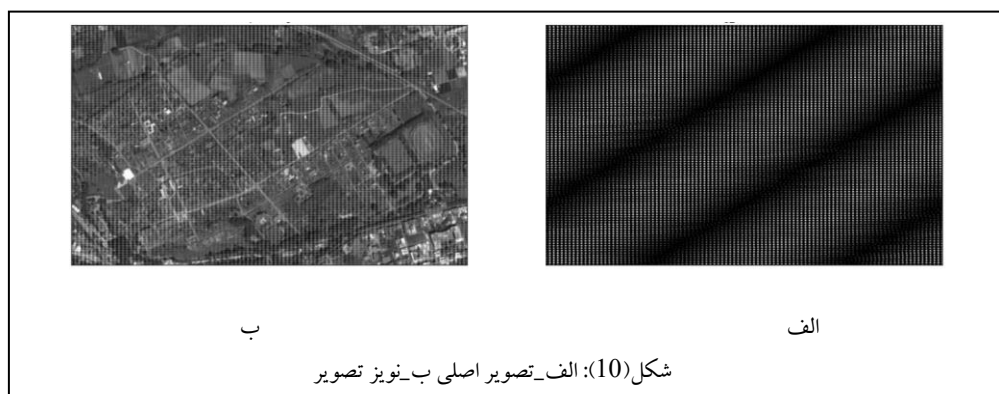 الف
ب
شکل(10): الف_تصویر اصلی ب_نویز تصویر